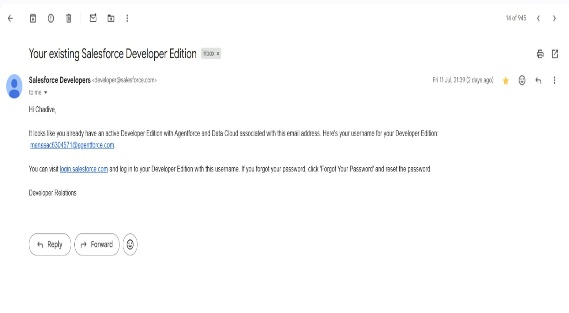 14 of 945
Your existing Salesforce Developer Edition Inbox x
Salesforce Developers <developer@salesforce.com> Fri 11 Jul, 21:39 (2 days ago)
to me
Hi Chadive,
It looks like you already have an active Developer Edition with Agentforce and Data Cloud associated with this email address. Here's your username for your Developer Edition:
manasac6304571@agentforce.com.
You can visit login.salesforce.com and log in to your Developer Edition with this username. If you forgot your password, click 'Forgot Your Password' and reset the password.
Developer Relations
Reply Forward